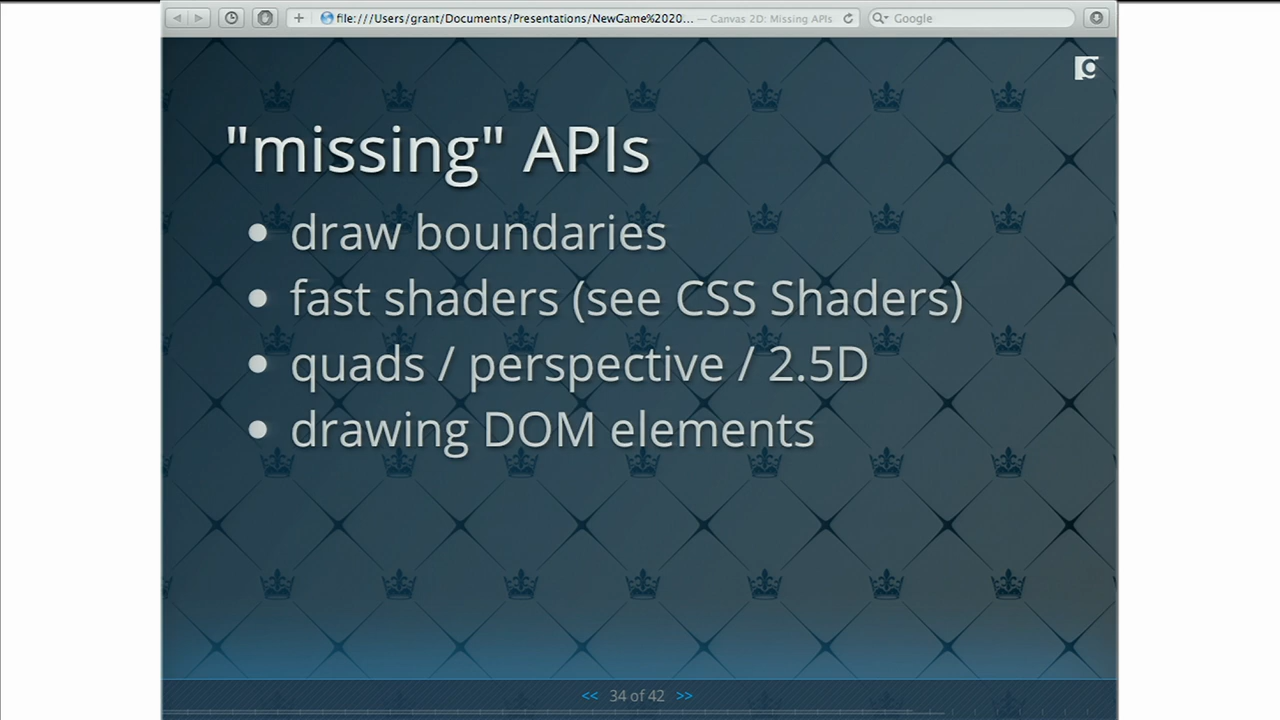 file:///Users/grant/Documents/Presentations/NewGame%2020... — Canvas 2D: Missing APIs
Google
"missing" APIs
• draw boundaries
• fast shaders (see CSS Shaders)
• quads / perspective / 2.5D
• drawing DOM elements
<< 34 of 42 >>